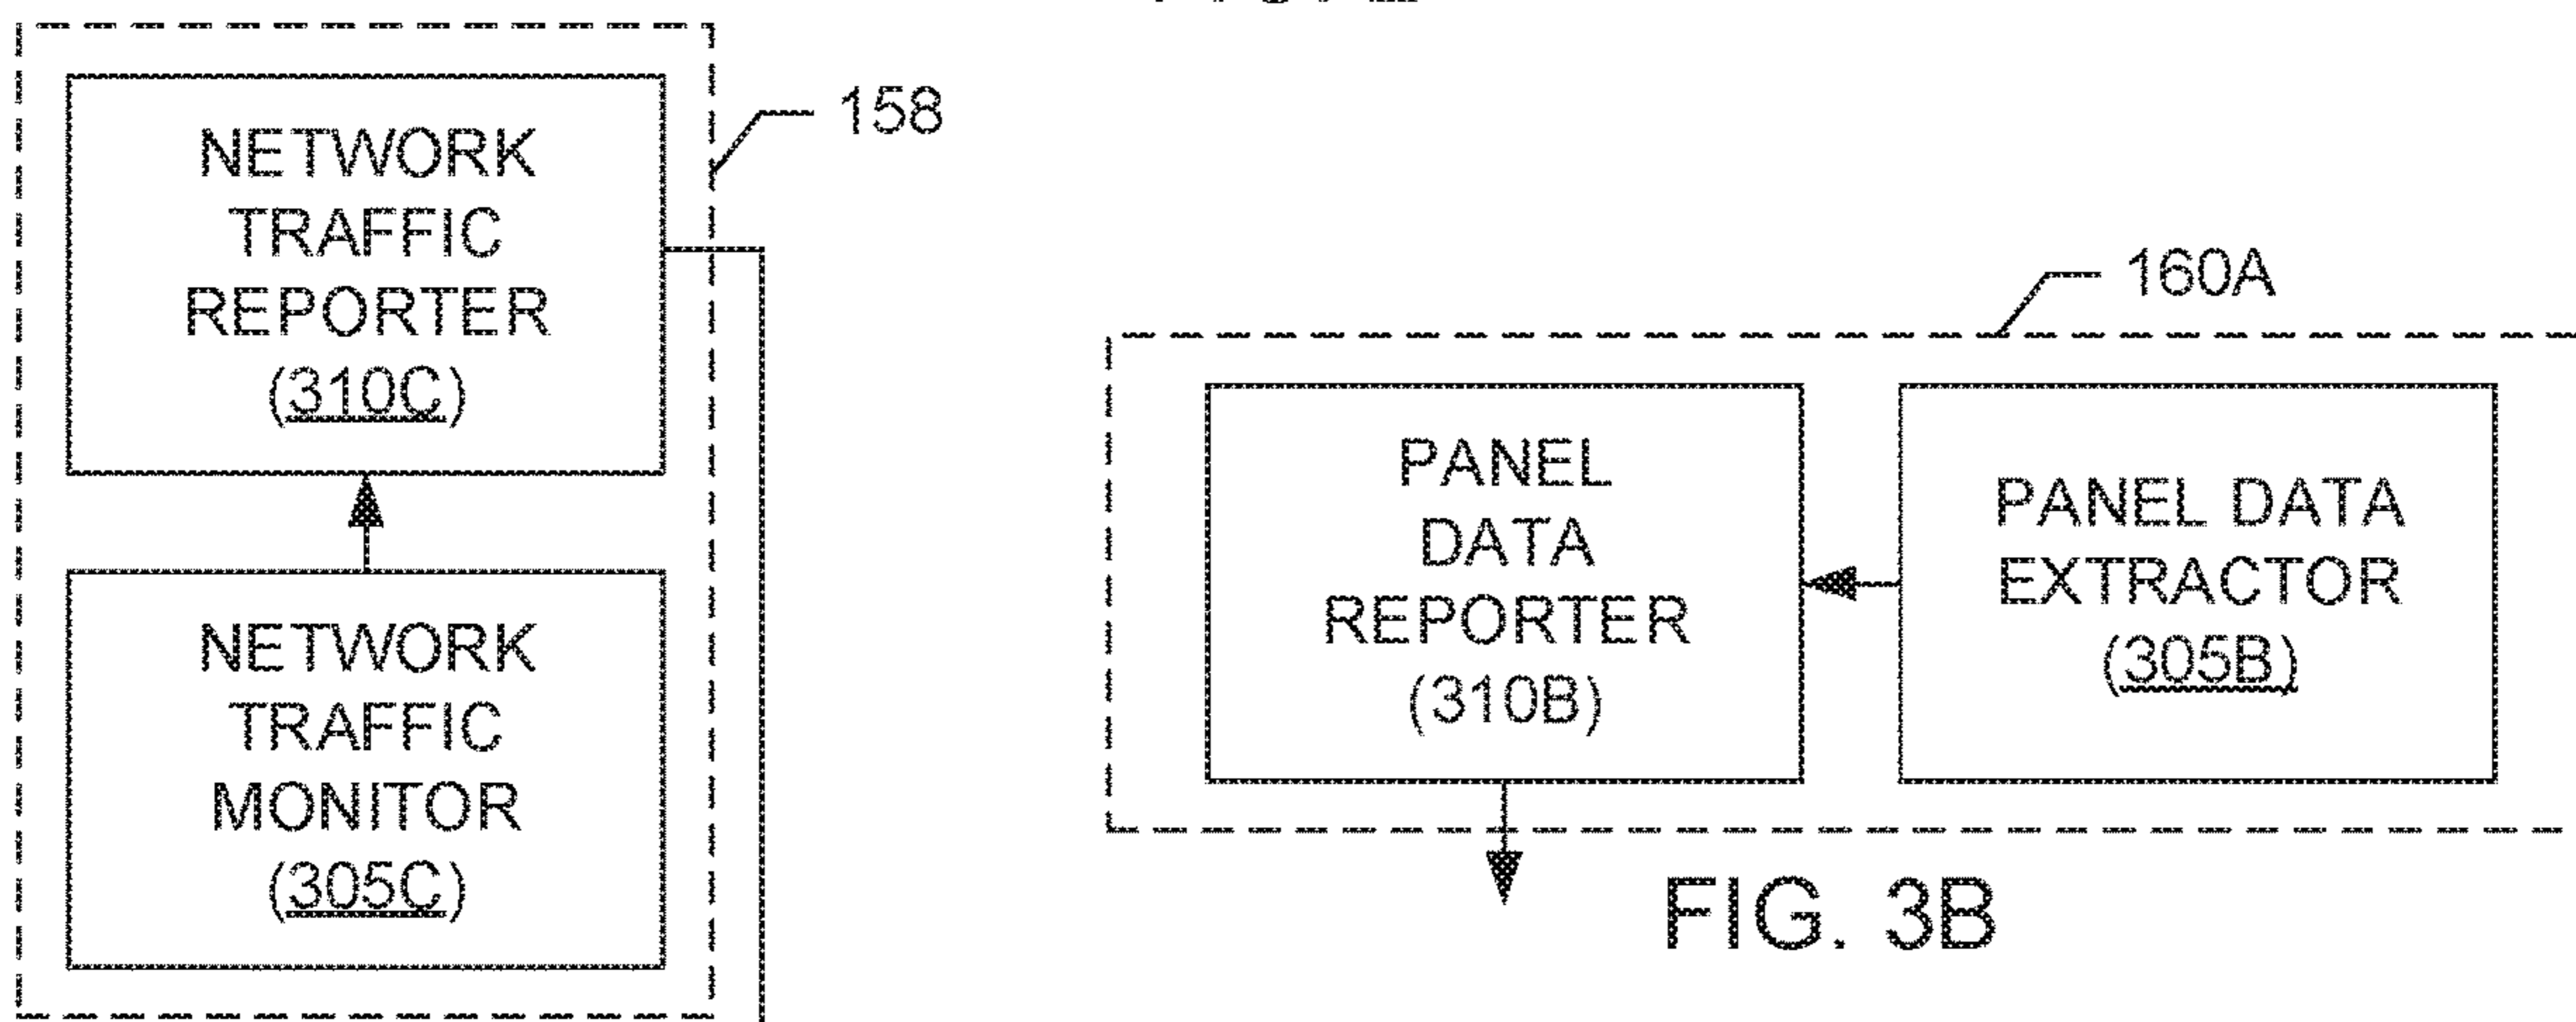 NETWORK
TRAFFIC
REPORTER
(310C)
158
NETWORK
TRAFFIC
MONITOR
(305C)
160A
PANEL
DATA
REPORTER
(310B)
PANEL DATA
EXTRACTOR
(305B)
FIG. 3B